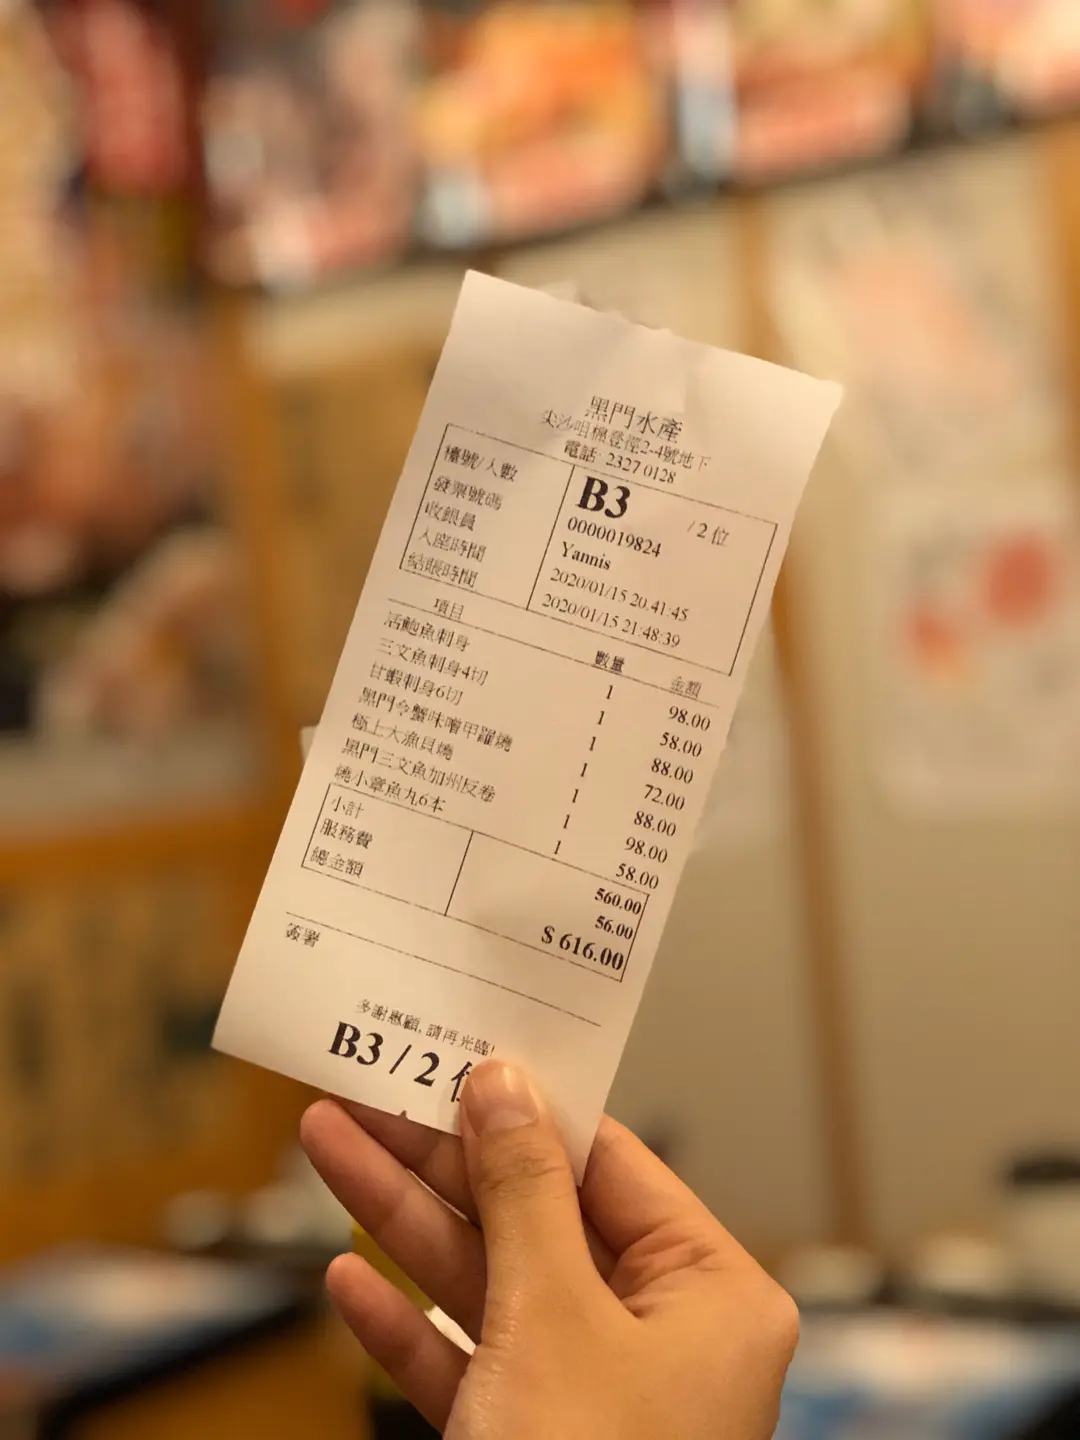 黑門水產
尖沙咀棉登徑2-4號地下
電話: 2327 0128
檯號/人數 B3 / 2 位
發票號碼 0000019824
收銀員 Yannis
入座時間 2020/01/15 20:41:45
結賬時間 2020/01/15 21:48:39
項目 數量 金額
活鮑魚刺身 1 98.00
三文魚刺身4切 1 58.00
甘蝦刺身6切 1 88.00
黑門令蟹味噌甲羅燒 1 72.00
極上大漁貝燒 1 88.00
黑門三文魚加州反卷 1 98.00
燒小章魚丸6本 1 58.00
小計 560.00
服務費 56.00
總金額 $ 616.00
簽署
多謝惠顧, 請再光臨!
B3 / 2 位